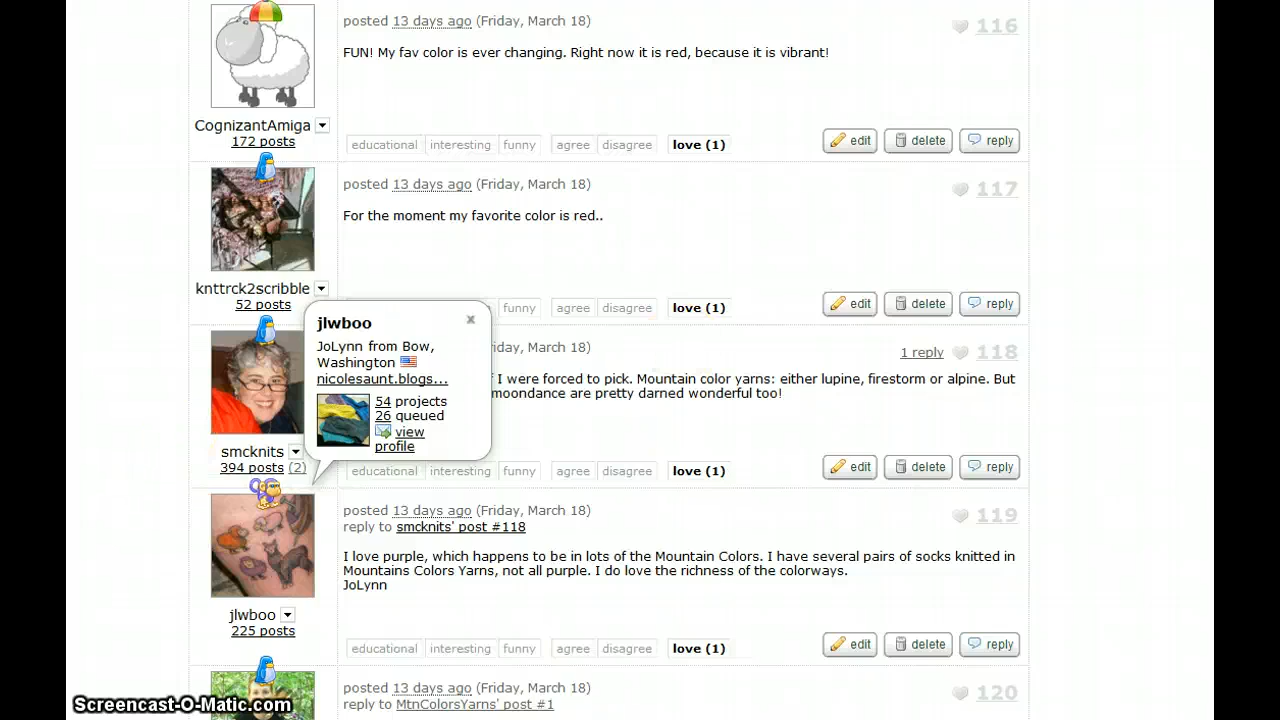 posted 13 days ago (Friday, March 18)
116
FUN! My fav color is ever changing. Right now it is red, because it is vibrant!
CognizantAmiga
172 posts
educational interesting funny agree disagree love (1)
edit delete reply
posted 13 days ago (Friday, March 18)
117
For the moment my favorite color is red..
knttrck2scribble
52 posts
funny agree disagree love (1)
edit delete reply
jlwboo x
JoLynn from Bow,
Washington
nicolesaunt.blogs...
54 projects
26 queued
view
profile
iday, March 18)
1 reply 118
f I were forced to pick. Mountain color yarns: either lupine, firestorm or alpine. But
moondance are pretty darned wonderful too!
smcknits
394 posts (2)
educational interesting funny agree disagree love (1)
edit delete reply
posted 13 days ago (Friday, March 18)
119
reply to smcknits' post #118
I love purple, which happens to be in lots of the Mountain Colors. I have several pairs of socks knitted in
Mountains Colors Yarns, not all purple. I do love the richness of the colorways.
JoLynn
jlwboo
225 posts
educational interesting funny agree disagree love (1)
edit delete reply
posted 13 days ago (Friday, March 18)
120
reply to MtnColorsYarns' post #1
Screencast-O-Matic.com